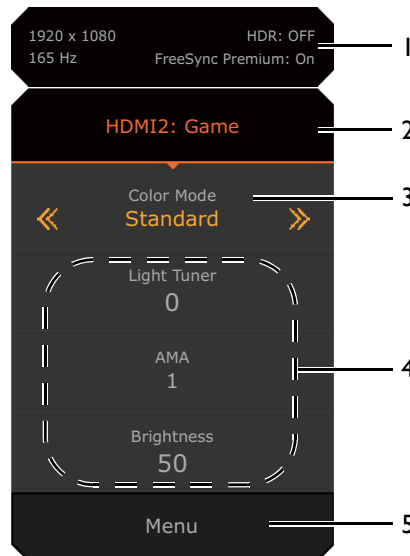 1920 x 1080 HDR: OFF
165 Hz FreeSync Premium: On
1
HDMI2: Game
2
Color Mode
3
Standard
Light Tuner
0
AMA
1
4
Brightness
50
Menu
5